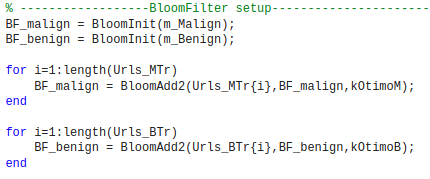 % ------------------BloomFilter setup----------------------
BF_malign = BloomInit(m_Malign);
BF_benign = BloomInit(m_Benign);
for i=1:length(Urls_MTr)
    BF_malign = BloomAdd2(Urls_MTr{i},BF_malign,kOtimoM);
end
for i=1:length(Urls_BTr)
    BF_benign = BloomAdd2(Urls_BTr{i},BF_benign,kOtimoB);
end